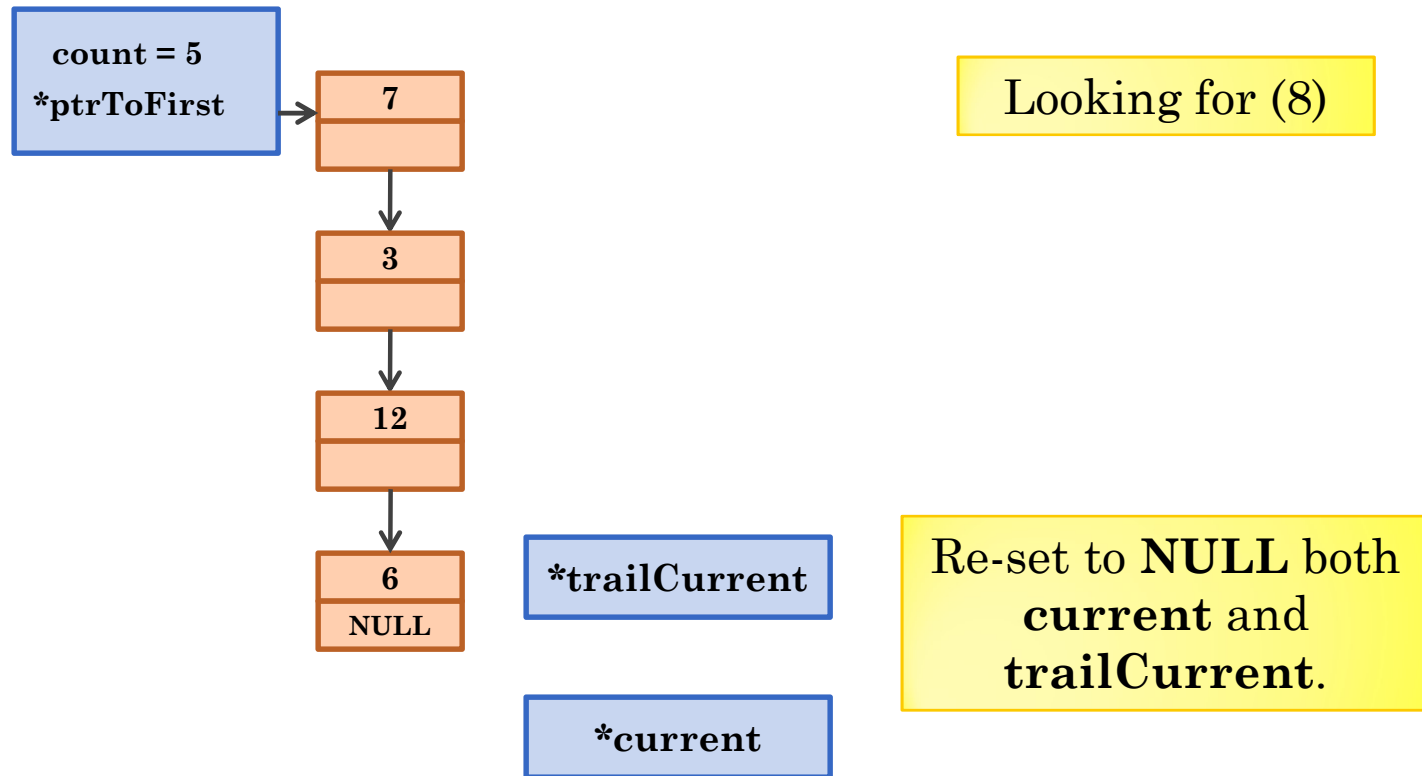 count = 5
*ptrToFirst
7
Looking for (8)
3
12
6
NULL
*trailCurrent
Re-set to NULL both
current and
trailCurrent.
*current